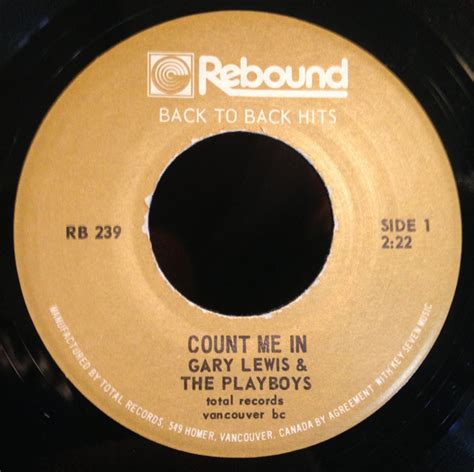 Rebound
BACK TO BACK HITS
RB 239
SIDE 1
2:22
COUNT ME IN
GARY LEWIS &
THE PLAYBOYS
total records
vancouver bc
MANUFACTURED BY TOTAL RECORDS, 549 HOMER, VANCOUVER, CANADA BY AGREEMENT WITH KEY SEVEN MUSIC